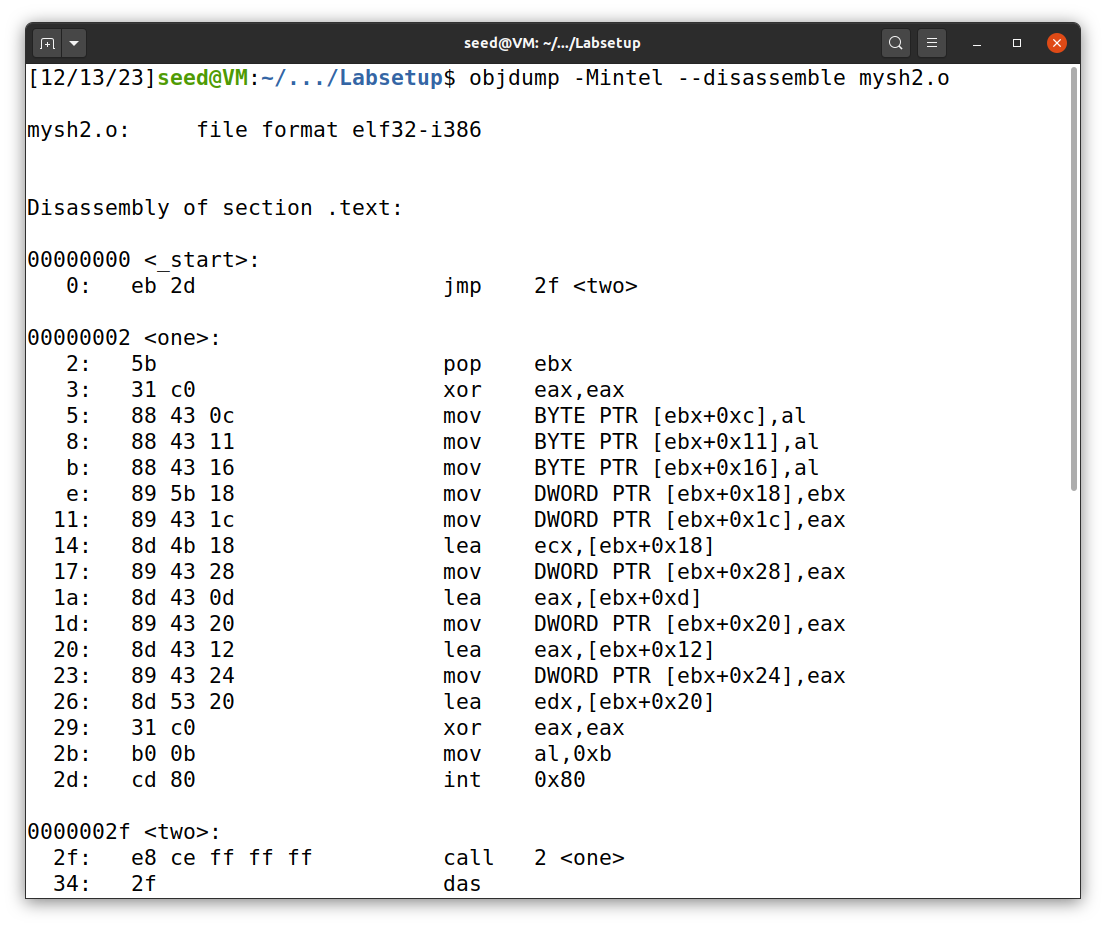 seed@VM: ~/.../Labsetup
[12/13/23]seed@VM:~/.../Labsetup$ objdump -Mintel --disassemble mysh2.o
mysh2.o:     file format elf32-i386
Disassembly of section .text:
00000000 <_start>:
   0:   eb 2d                   jmp    2f <two>
00000002 <one>:
   2:   5b                      pop    ebx
   3:   31 c0                   xor    eax,eax
   5:   88 43 0c                mov    BYTE PTR [ebx+0xc],al
   8:   88 43 11                mov    BYTE PTR [ebx+0x11],al
   b:   88 43 16                mov    BYTE PTR [ebx+0x16],al
   e:   89 5b 18                mov    DWORD PTR [ebx+0x18],ebx
  11:   89 43 1c                mov    DWORD PTR [ebx+0x1c],eax
  14:   8d 4b 18                lea    ecx,[ebx+0x18]
  17:   89 43 28                mov    DWORD PTR [ebx+0x28],eax
  1a:   8d 43 0d                lea    eax,[ebx+0xd]
  1d:   89 43 20                mov    DWORD PTR [ebx+0x20],eax
  20:   8d 43 12                lea    eax,[ebx+0x12]
  23:   89 43 24                mov    DWORD PTR [ebx+0x24],eax
  26:   8d 53 20                lea    edx,[ebx+0x20]
  29:   31 c0                   xor    eax,eax
  2b:   b0 0b                   mov    al,0xb
  2d:   cd 80                   int    0x80
0000002f <two>:
  2f:   e8 ce ff ff ff          call   2 <one>
  34:   2f                      das